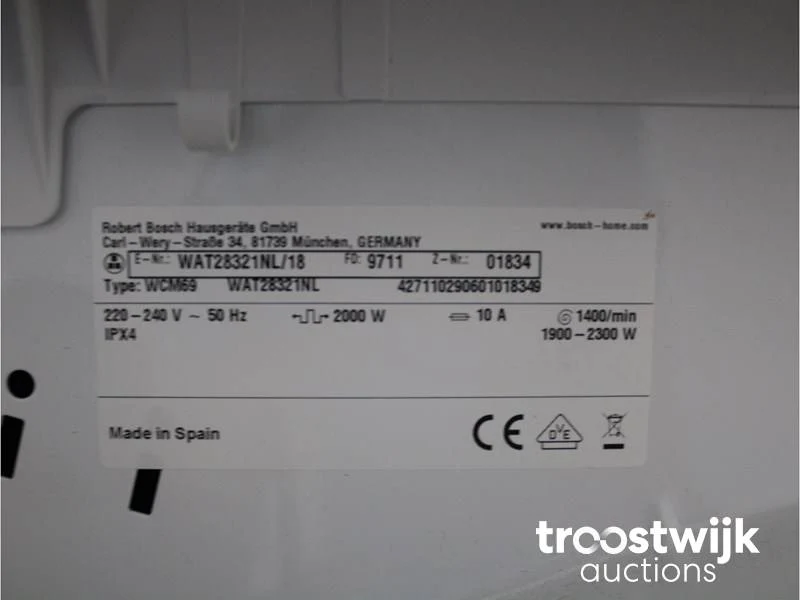 Robert Bosch Hausgeräte GmbH
www.bosch-home.com
Carl-Wery-Straße 34, 81739 München, GERMANY
E-Nr.: WAT28321NL/18 FD: 9711 Z-Nr.: 01834
Type: WCM69 WAT28321NL 427110290601018349
220-240 V ~ 50 Hz 2000 W 10 A 1400/min
IPX4 1900-2300 W
Made in Spain
CE DVE
troostwijk
auctions